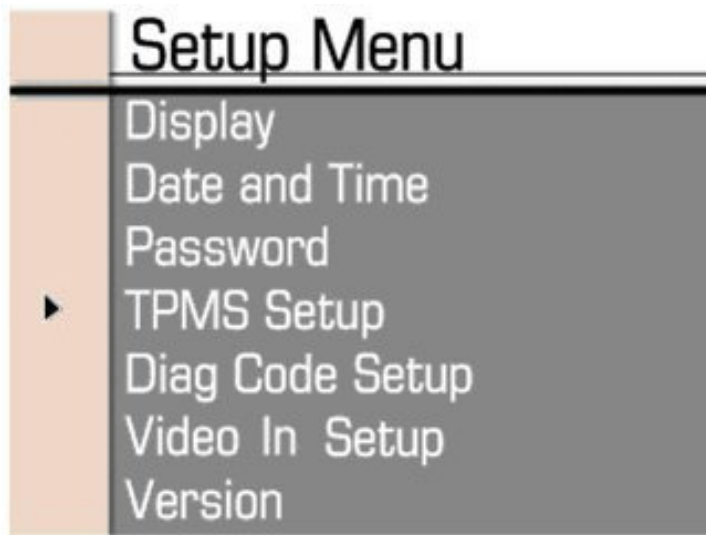 Setup Menu
Display
Date and Time
Password
TPMS Setup
Diag Code Setup
Video In Setup
Version